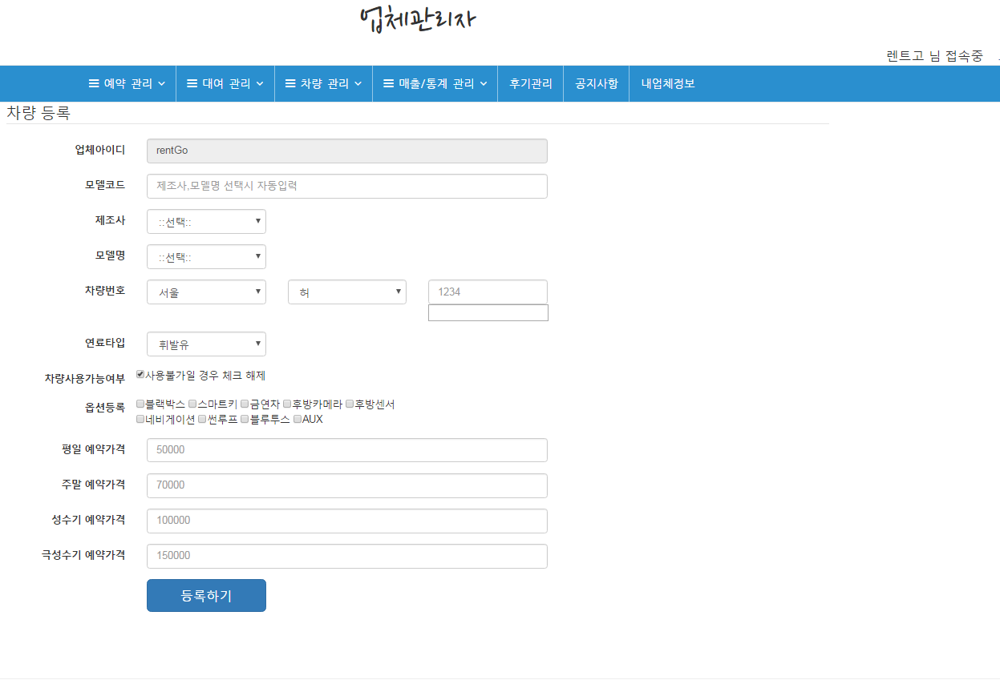 업체관리자
렌트고 님 접속중
예약 관리 대여 관리 차량 관리 매출/통계 관리 후기관리 공지사항 내업체정보
차량 등록
업체아이디 rentGo
모델코드 제조사,모델명 선택시 자동입력
제조사 ::선택::
모델명 ::선택::
차량번호 서울 허 1234
연료타입 휘발유
차량사용가능여부 사용불가일 경우 체크 해제
옵션등록 블랙박스 스마트키 금연차 후방카메라 후방센서
네비게이션 썬루프 블루투스 AUX
평일 예약가격 50000
주말 예약가격 70000
성수기 예약가격 100000
극성수기 예약가격 150000
등록하기